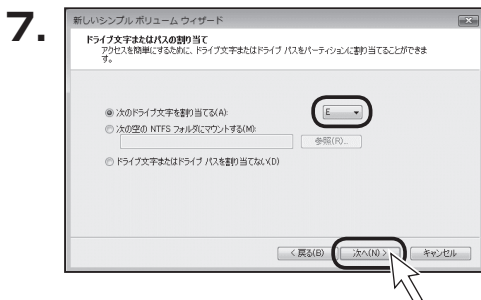 7.
新しいシンプル ボリューム ウィザード
ドライブ文字またはパスの割り当て
アクセスを簡単にするために、ドライブ文字またはドライブ パスをパーティションに割り当てることができま
す。
次のドライブ文字を割り当てる(A):
E
次の空の NTFS フォルダにマウントする(M):
参照(R)...
ドライブ文字またはドライブ パスを割り当てない(D)
< 戻る(B)
次へ(N) >
キャンセル